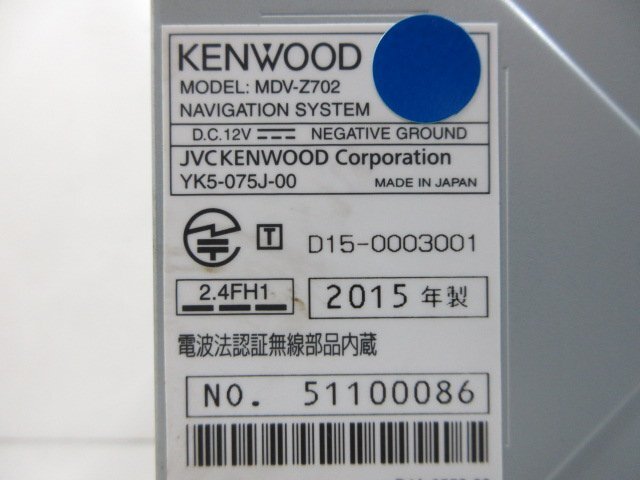 KENWOOD
MODEL: MDV-Z702
NAVIGATION SYSTEM
D.C.12V NEGATIVE GROUND
JVCKENWOOD Corporation
YK5-075J-00 MADE IN JAPAN
T D15-0003001
2.4FH1 2015 年製
電波法認証無線部品内蔵
NO. 51100086